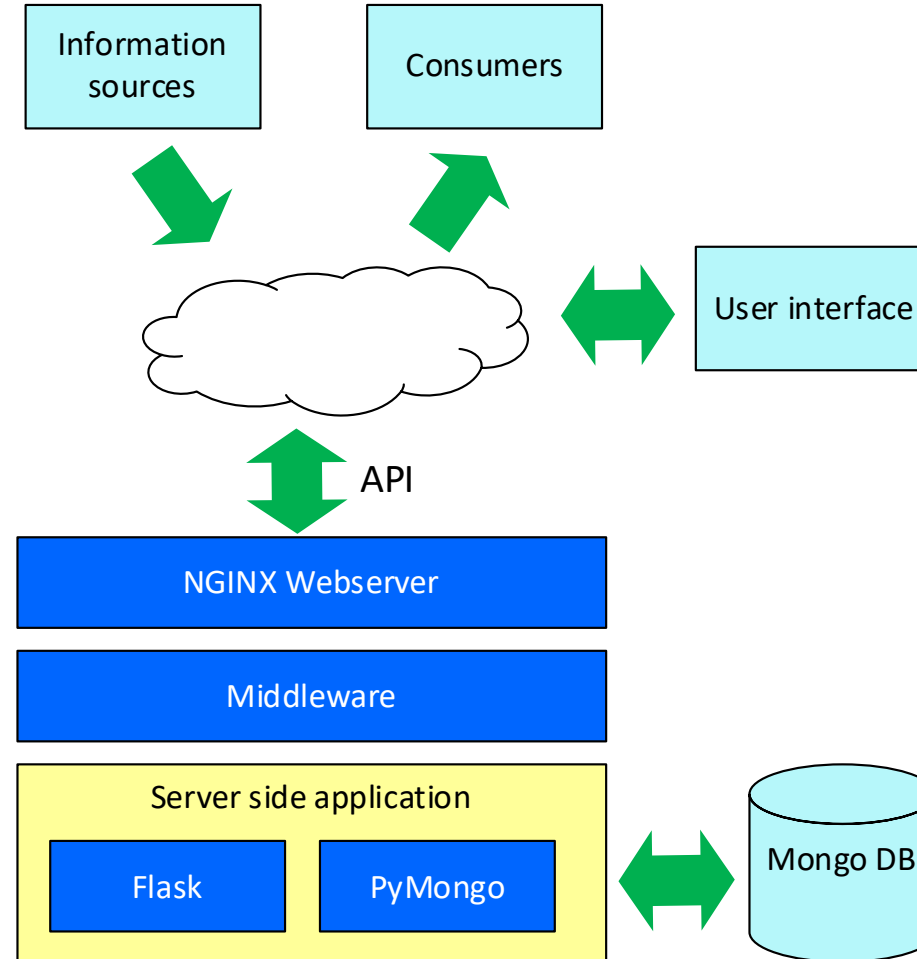 Information
sources
Consumers
User interface
API
NGINX Webserver
Middleware
Server side application
Flask
PyMongo
Mongo DB